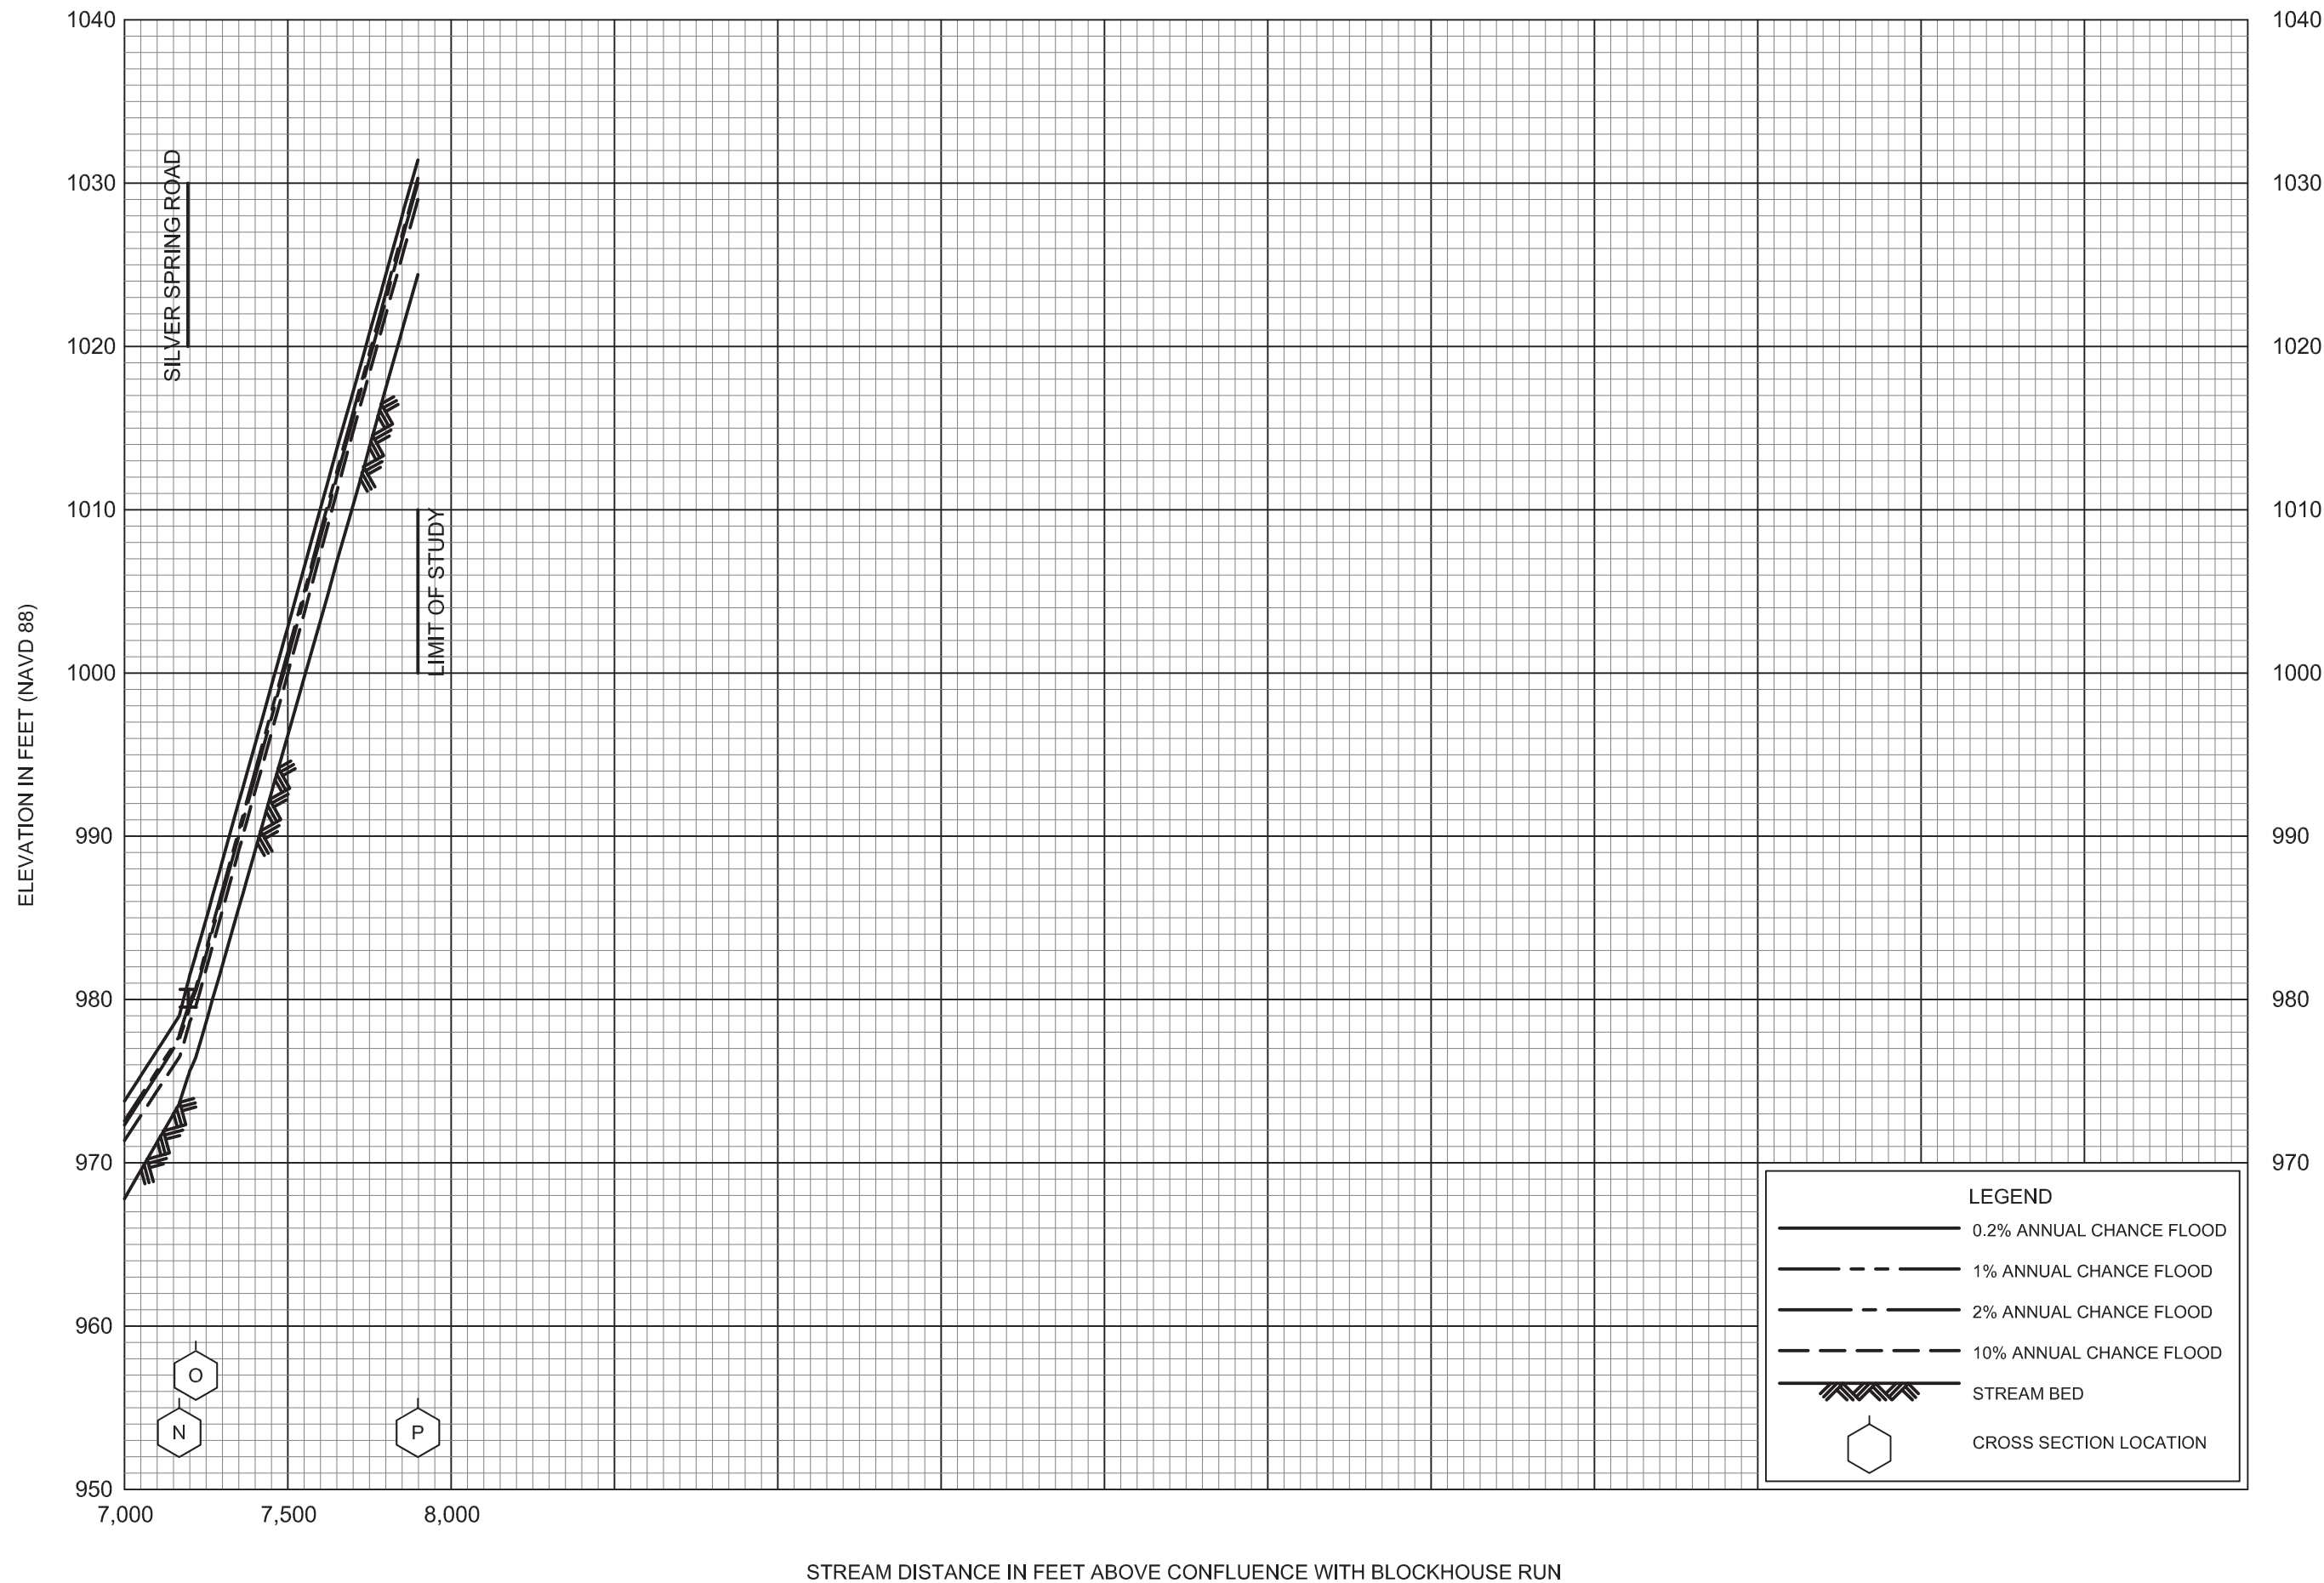 1040
1040
SILVER SPRING ROAD
1030
1030
1020
1020
1010
1010
LIMIT OF STUDY
ELEVATION IN FEET (NAVD 88)
1000
1000
990
990
980
980
970
970
960
950
O
N
P
LEGEND
0.2% ANNUAL CHANCE FLOOD
1% ANNUAL CHANCE FLOOD
2% ANNUAL CHANCE FLOOD
10% ANNUAL CHANCE FLOOD
STREAM BED
CROSS SECTION LOCATION
7,000
7,500
8,000
STREAM DISTANCE IN FEET ABOVE CONFLUENCE WITH BLOCKHOUSE RUN